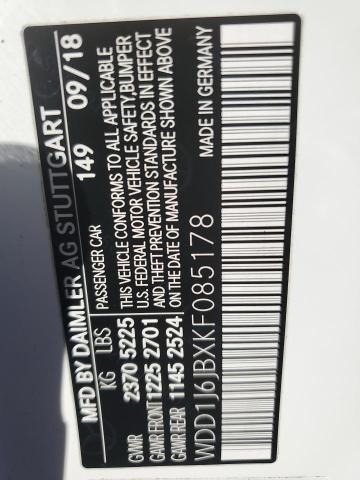 MFD BY DAIMLER AG STUTTGART
149 09/18
KG LBS
GVWR 2370 5225
GAWR FRONT 1225 2701
GAWR REAR 1145 2524
PASSENGER CAR
THIS VEHICLE CONFORMS TO ALL APPLICABLE
U.S. FEDERAL MOTOR VEHICLE SAFETY, BUMPER
AND THEFT PREVENTION STANDARDS IN EFFECT
ON THE DATE OF MANUFACTURE SHOWN ABOVE
WDD1J6JBXKF085178
MADE IN GERMANY